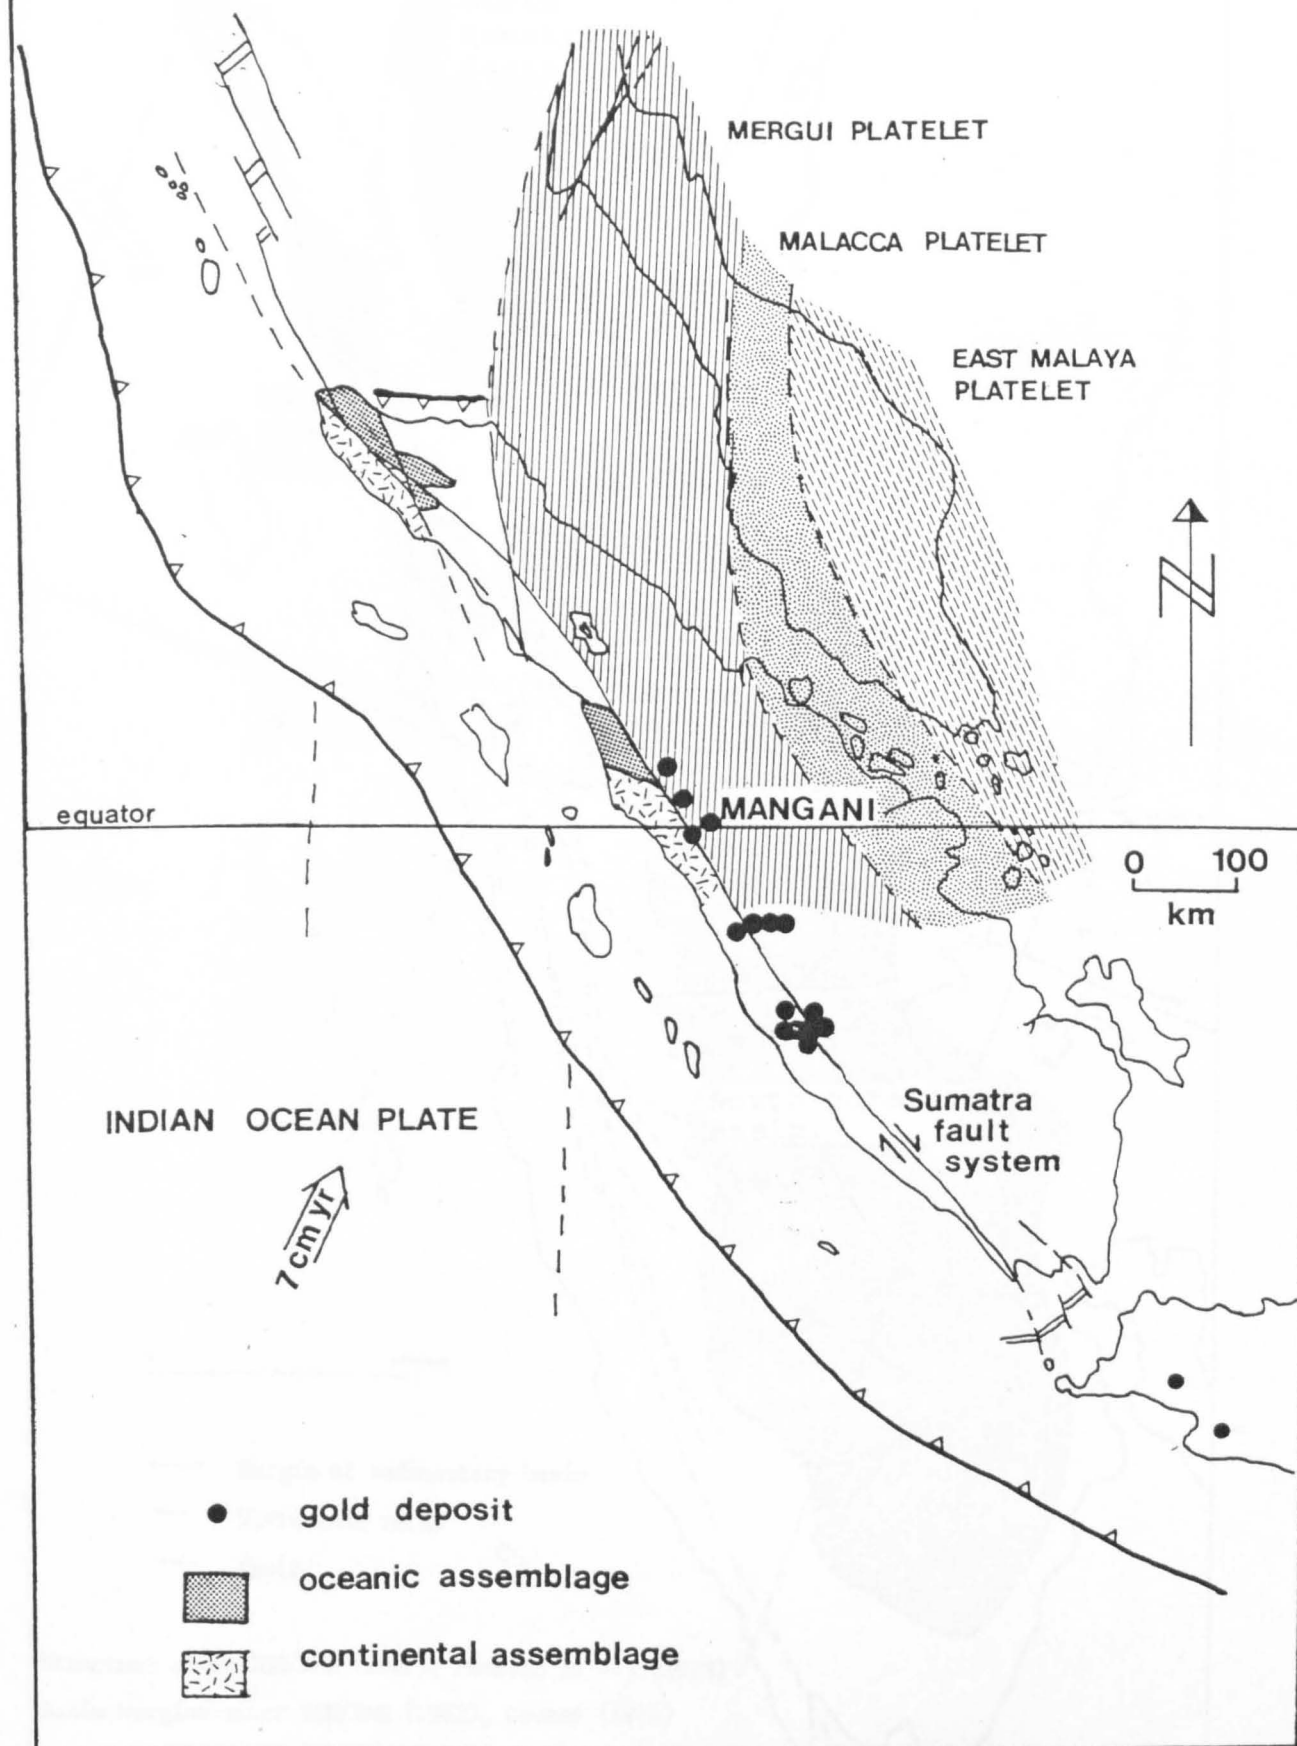 MERGUI PLATELET
MALACCA PLATELET
EAST MALAYA
PLATELET
N
equator
MANGANI
0 100
km
INDIAN OCEAN PLATE
7 cm yr
Sumatra
fault
system
gold deposit
oceanic assemblage
continental assemblage